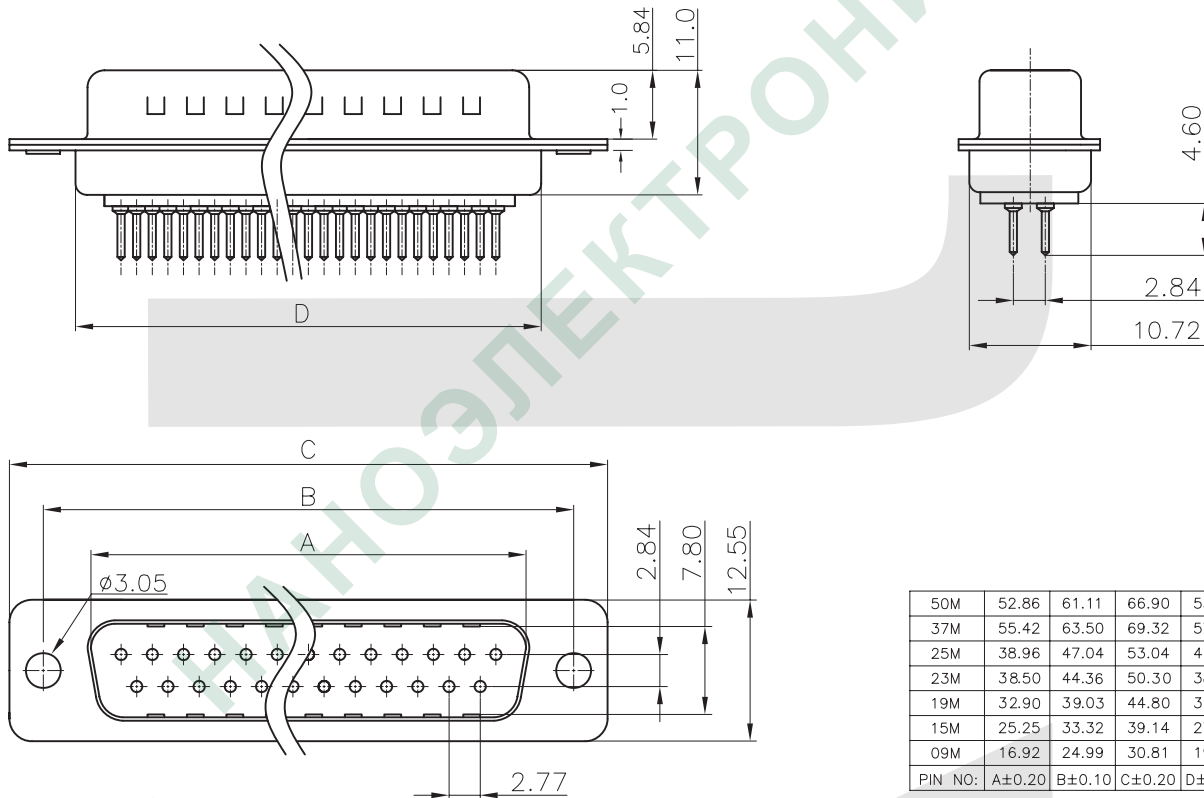 5.84
11.0
1.0
4.60
D
2.84
10.72
C
B
A
ø3.05
2.84
7.80
12.55
2.77
50M 52.86 61.11 66.90
37M 55.42 63.50 69.32
25M 38.96 47.04 53.04
23M 38.50 44.36 50.30
19M 32.90 39.03 44.80
15M 25.25 33.32 39.14
09M 16.92 24.99 30.81
PIN NO: A±0.20 B±0.10 C±0.20 D±